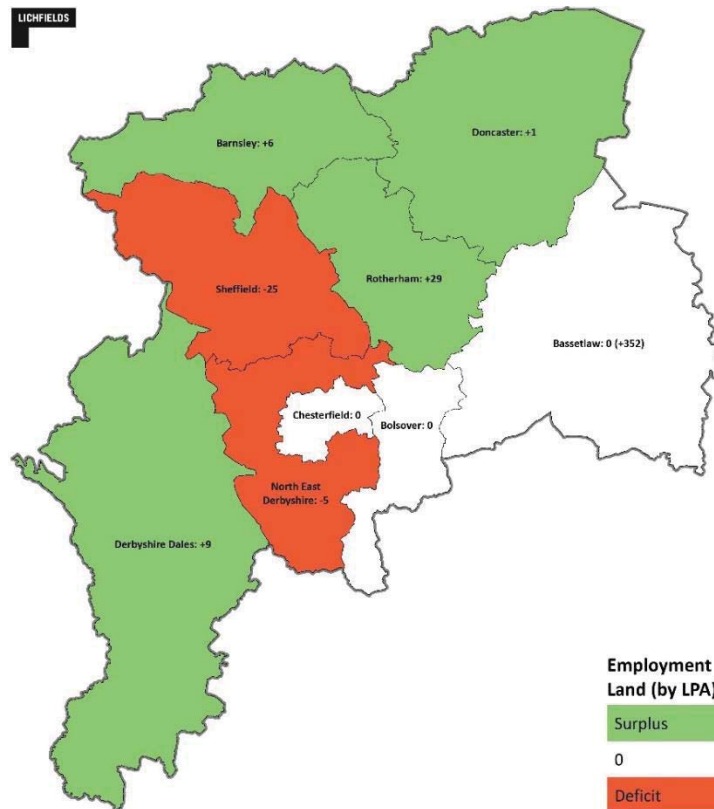 LICHFIELDS
Doncaster: +1
Barnsley: +6
Rotherham: +29
Sheffield: -25
Bassetlaw: 0 (+352)
Chesterfield: 0
Bolsover: 0
North East
Derbyshire: -5
Derbyshire Dales: +9
Employment
Land (by LPA)
Surplus
0
Deficit